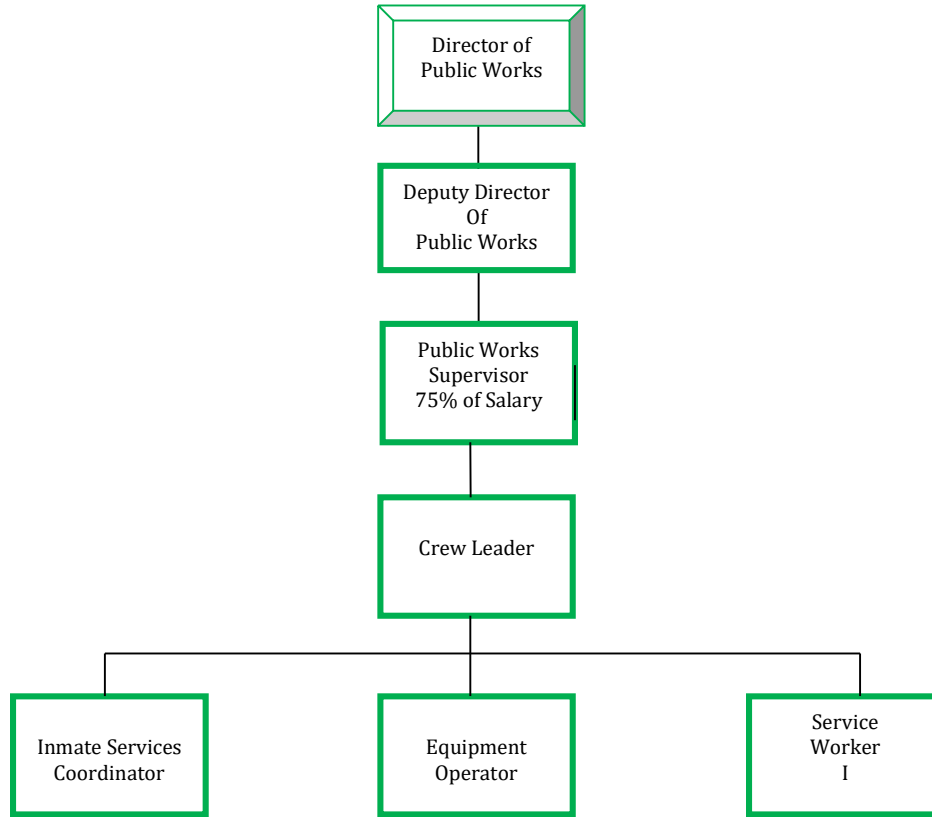 Director of
Public Works
Deputy Director
Of
Public Works
Public Works
Supervisor
75% of Salary
Crew Leader
Inmate Services
Coordinator
Equipment
Operator
Service
Worker
I